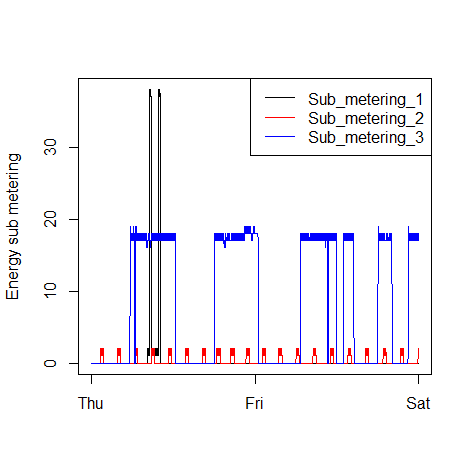 Sub_metering_1
Sub_metering_2
Sub_metering_3
Energy sub metering
30
20
10
0
Thu Fri Sat